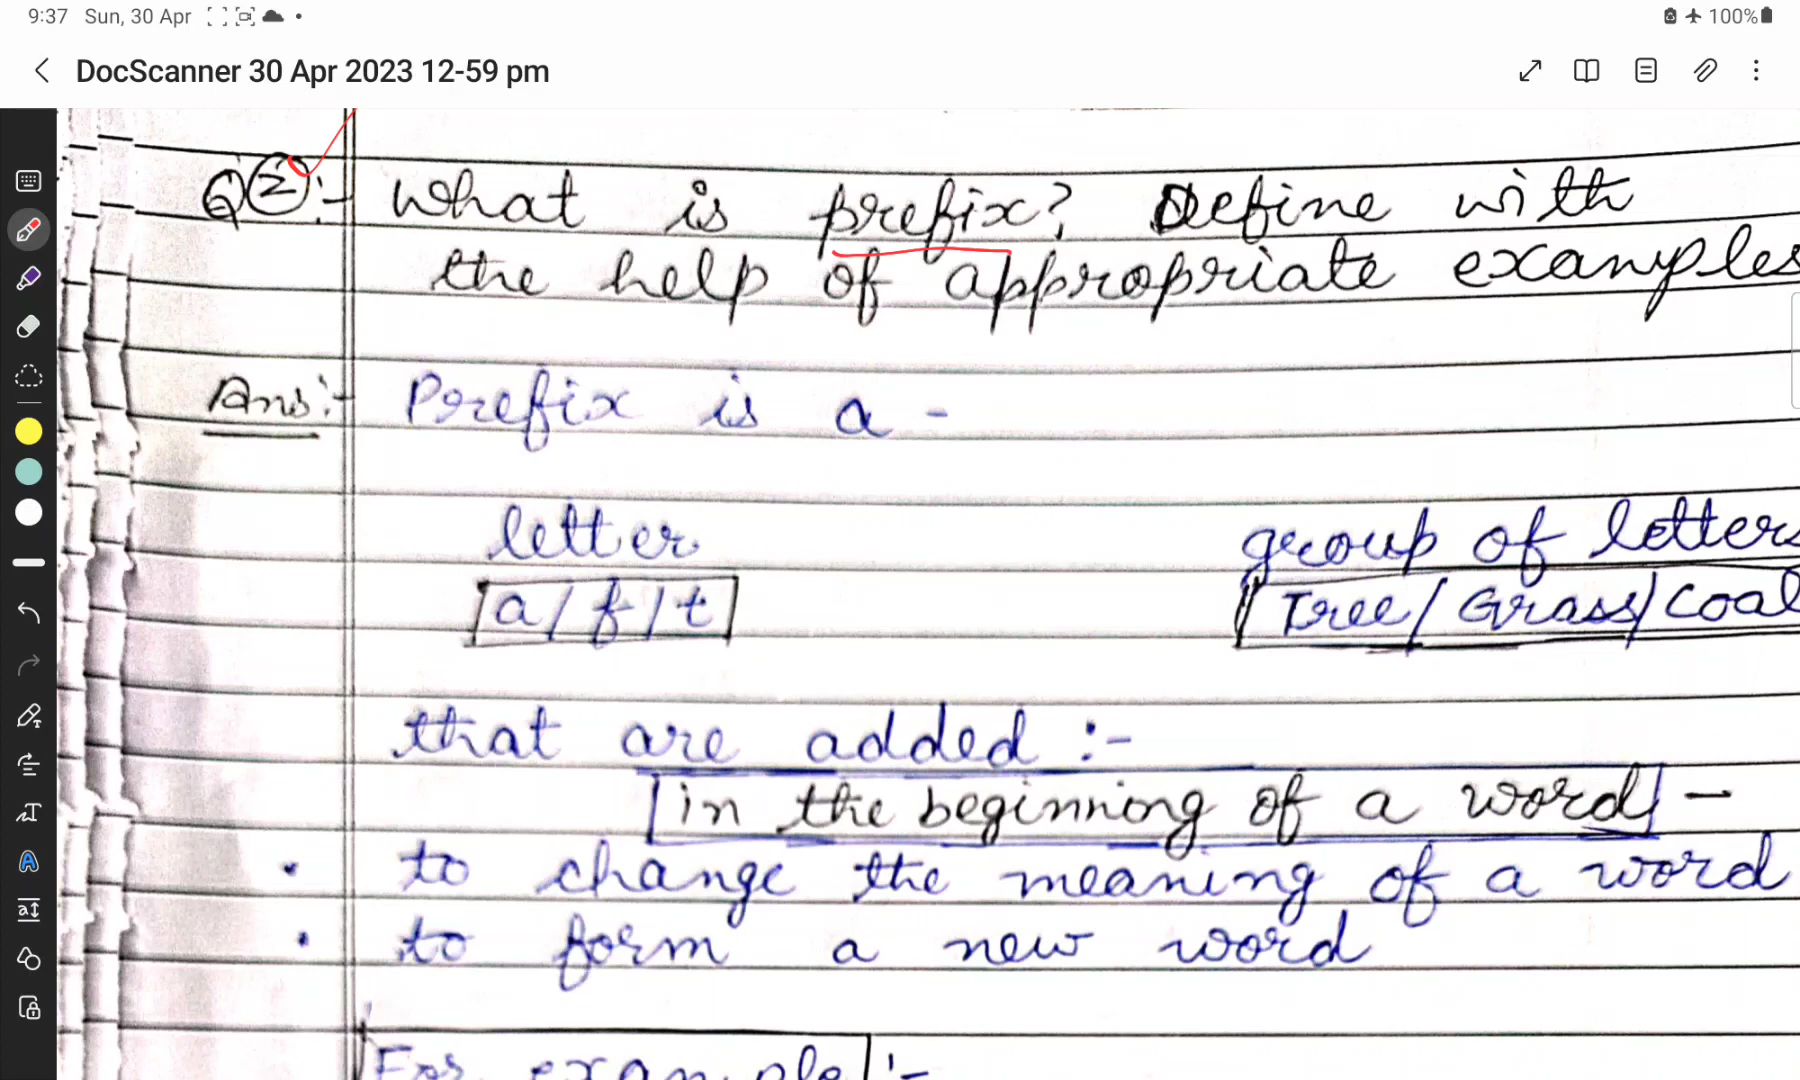 9:37 Sun, 30 Apr
100%
DocScanner 30 Apr 2023 12-59 pm
Q2:- What is prefix? Define with
the help of appropriate examples
Ans:- Prefix is a -
letter group of letters
a/f/t Tree/Grass/Coal
that are added :-
in the beginning of a word -
• to change the meaning of a word
• to form a new word
For example :-